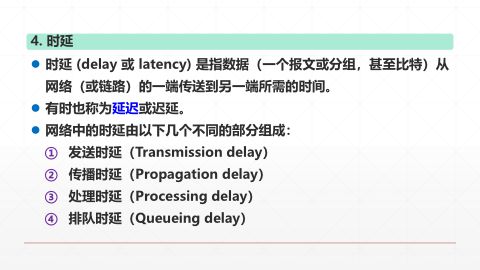 4. 时延
时延 (delay 或 latency) 是指数据（一个报文或分组，甚至比特）从
网络（或链路）的一端传送到另一端所需的时间。
有时也称为延迟或迟延。
网络中的时延由以下几个不同的部分组成：
① 发送时延（Transmission delay）
② 传播时延（Propagation delay）
③ 处理时延（Processing delay）
④ 排队时延（Queueing delay）